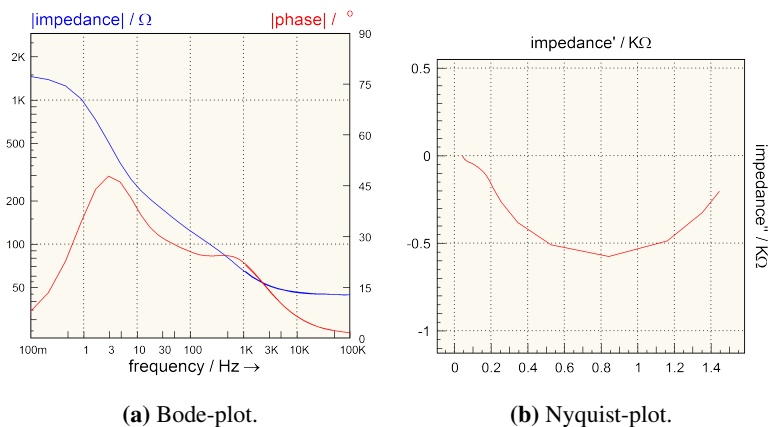 |impedance| / Ω
|phase| / °
2K
1K
500
200
100
50
90
75
60
45
30
15
0
100m 1 3 10 30 100 1K 3K 10K 100K
frequency / Hz →
(a) Bode-plot.
impedance' / KΩ
0.5
0
-0.5
-1
0 0.2 0.4 0.6 0.8 1 1.2 1.4
impedance'' / KΩ
(b) Nyquist-plot.